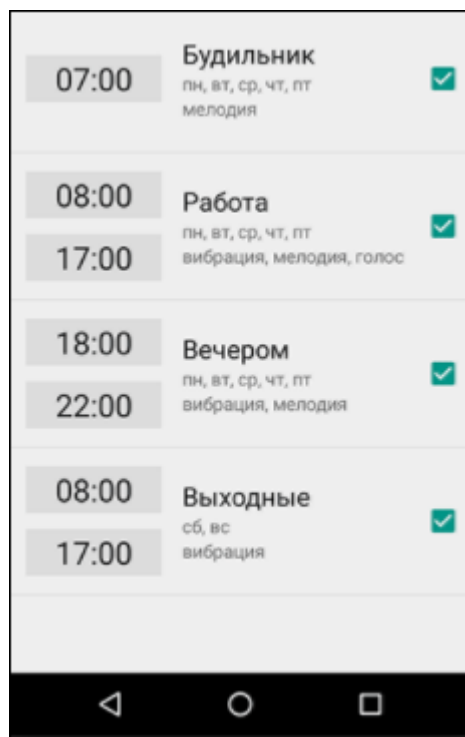 07:00
Будильник
пн, вт, ср, чт, пт
мелодия
08:00
17:00
Работа
пн, вт, ср, чт, пт
вибрация, мелодия, голос
18:00
22:00
Вечером
пн, вт, ср, чт, пт
вибрация, мелодия
08:00
17:00
Выходные
сб, вс
вибрация